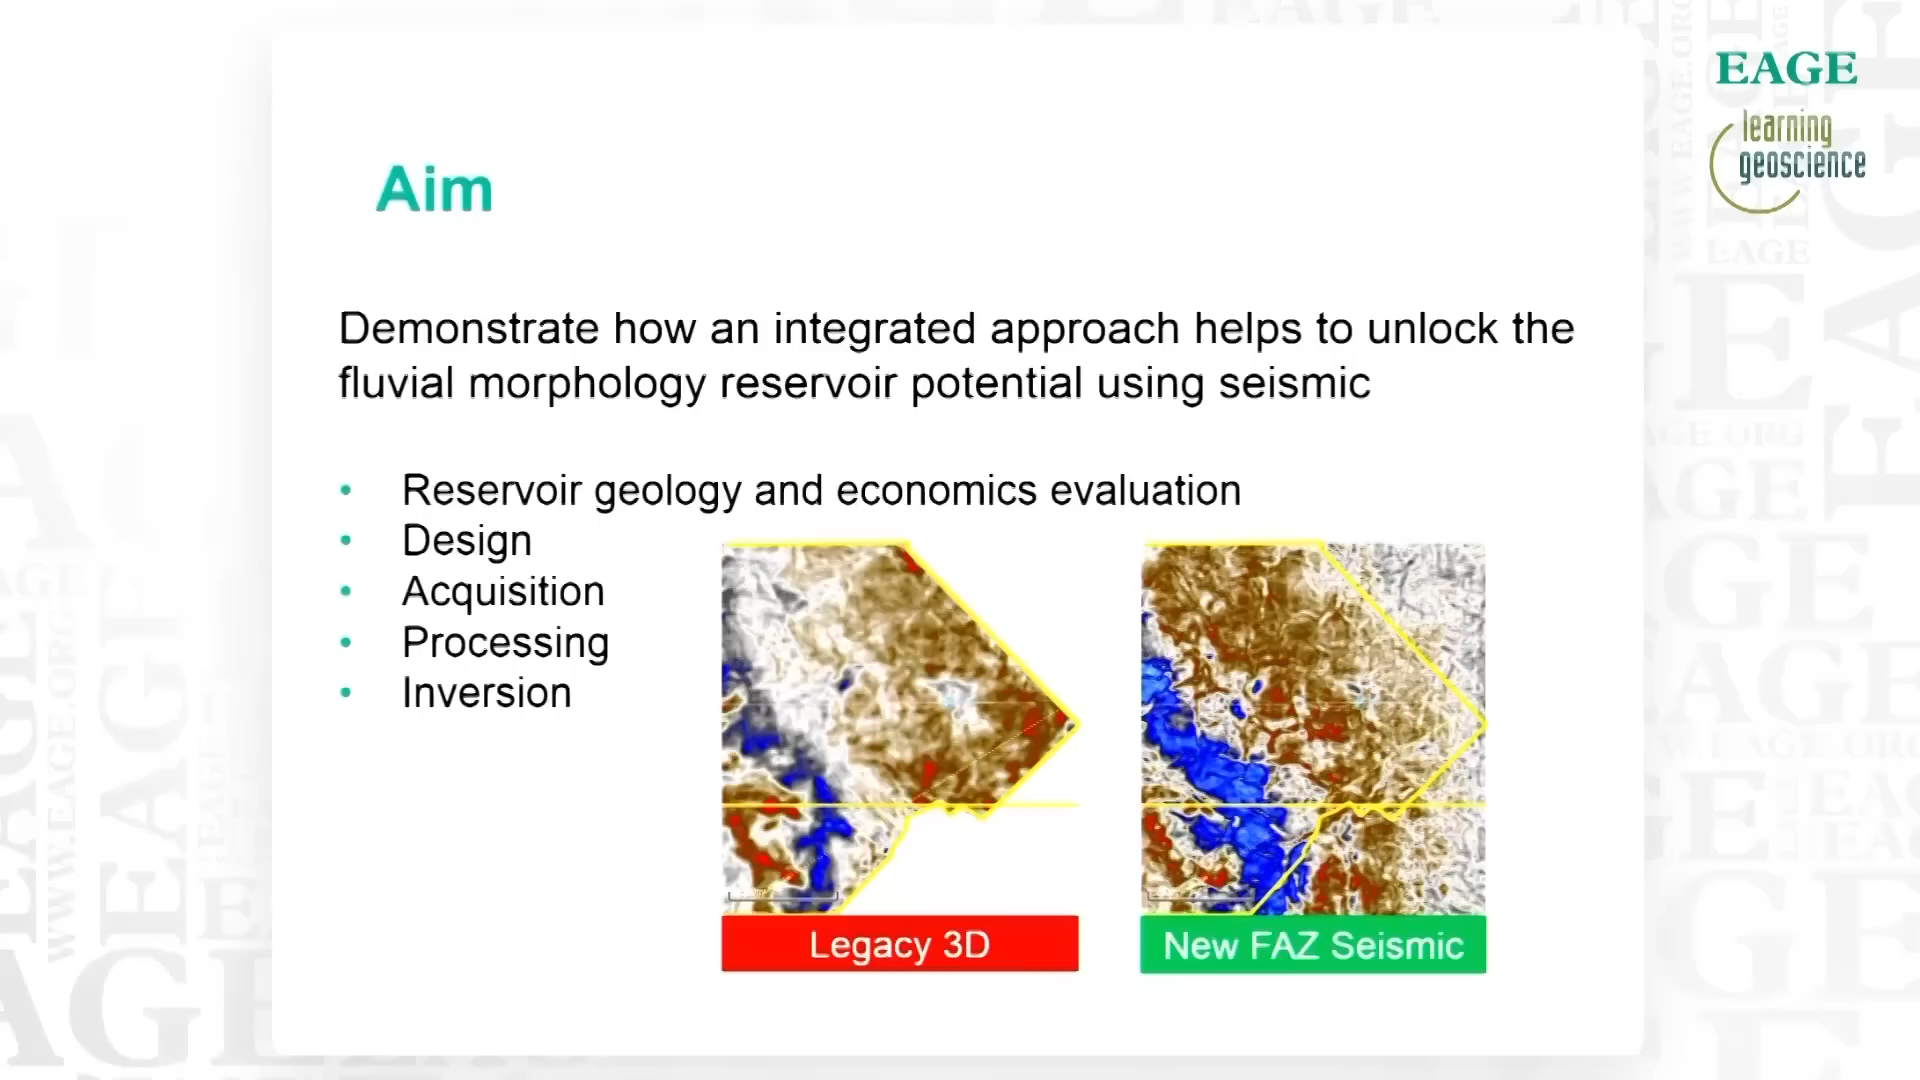 EAGE
learning
geoscience
Aim
Demonstrate how an integrated approach helps to unlock the
fluvial morphology reservoir potential using seismic
• Reservoir geology and economics evaluation
• Design
• Acquisition
• Processing
• Inversion
Legacy 3D
New FAZ Seismic